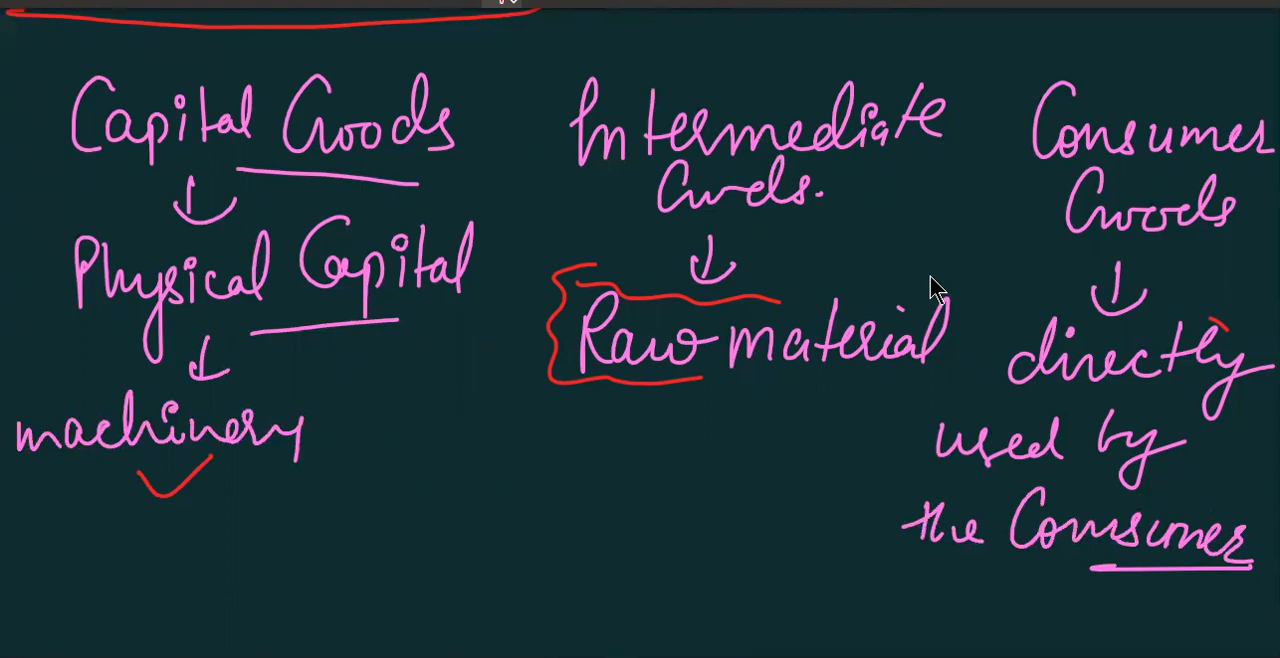 Capital Goods
↓
Physical Capital
↓
machinery
Intermediate
Goods.
↓
Raw material
Consumer
Goods
↓
directly
used by
the Consumer